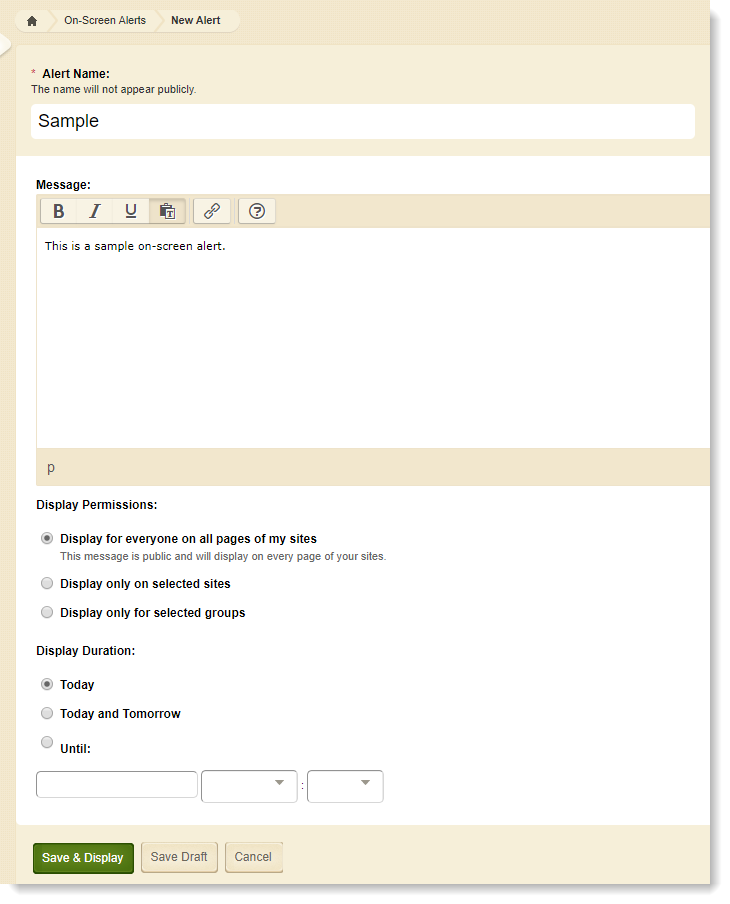 On-Screen Alerts New Alert
* Alert Name:
The name will not appear publicly.
Sample
Message:
B I U T ?
This is a sample on-screen alert.
p
Display Permissions:
Display for everyone on all pages of my sites
This message is public and will display on every page of your sites.
Display only on selected sites
Display only for selected groups
Display Duration:
Today
Today and Tomorrow
Until:
:
Save & Display Save Draft Cancel